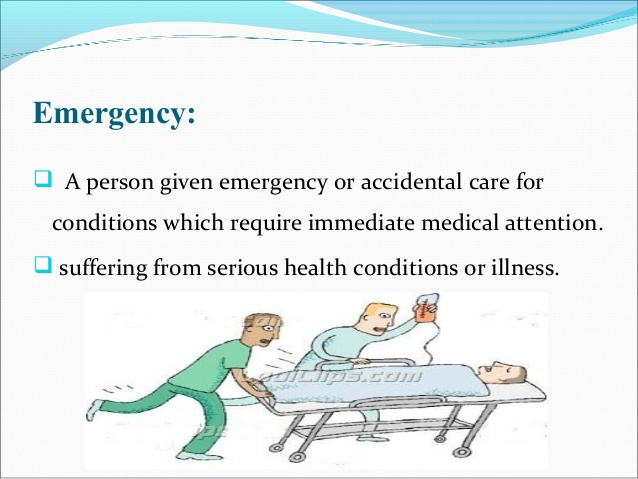 Emergency:
❑ A person given emergency or accidental care for
conditions which require immediate medical attention.
❑ suffering from serious health conditions or illness.